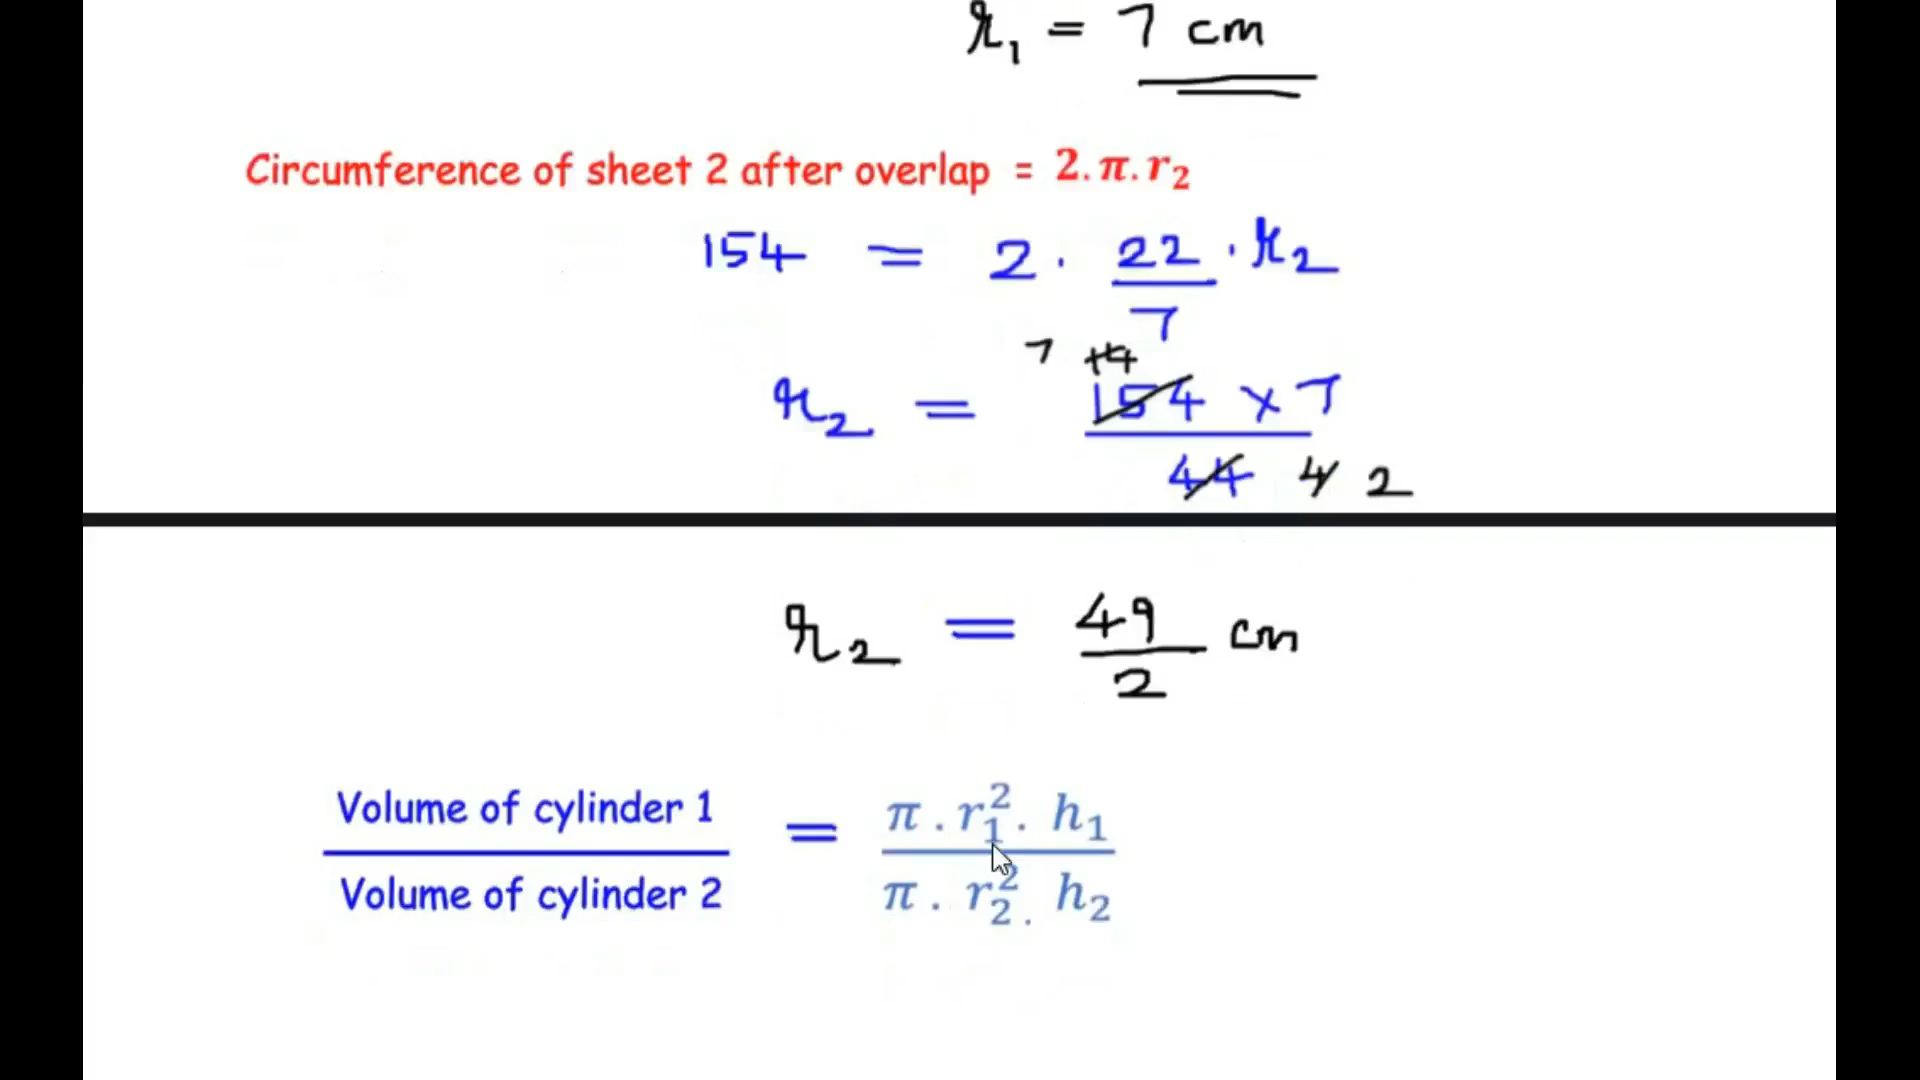 r₁ = 7 cm
Circumference of sheet 2 after overlap = 2.π.r₂
154 = 2 . 22/7 . r₂
7 14
r₂ = 154 x 7 / 44 4 2
r₂ = 49/2 cm
Volume of cylinder 1 / Volume of cylinder 2 = π . r₁² . h₁ / π . r₂² . h₂